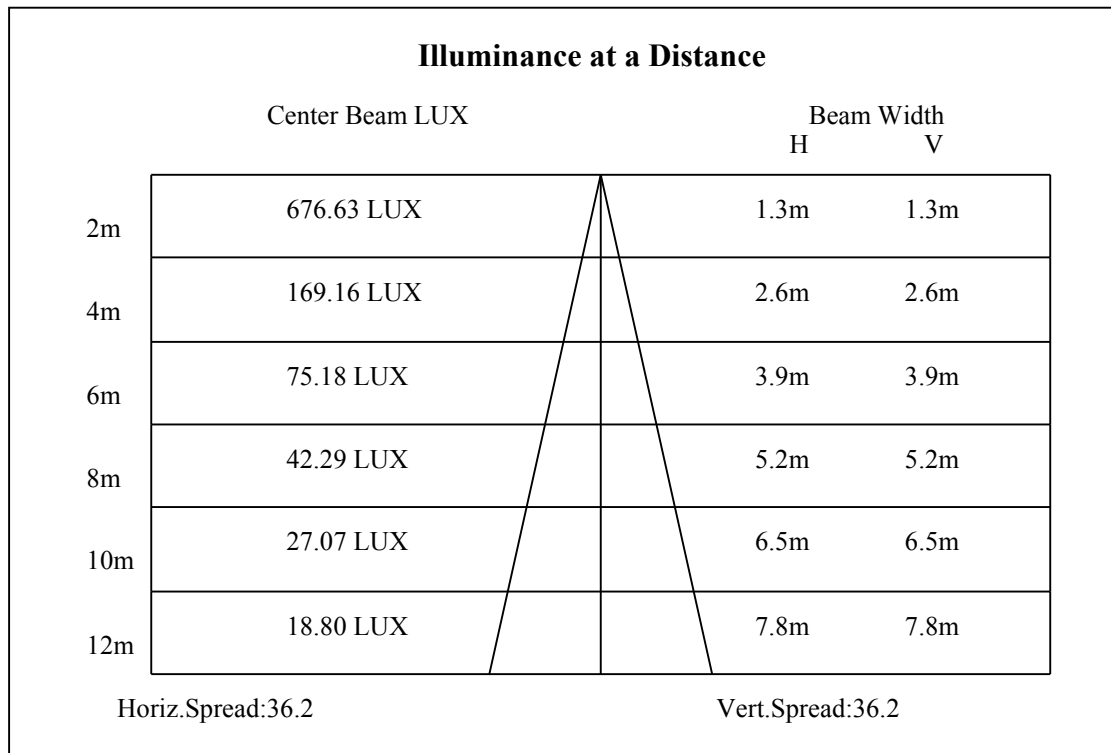 Illuminance at a Distance
Center Beam LUX Beam Width
H V
2m 676.63 LUX 1.3m 1.3m
4m 169.16 LUX 2.6m 2.6m
6m 75.18 LUX 3.9m 3.9m
8m 42.29 LUX 5.2m 5.2m
10m 27.07 LUX 6.5m 6.5m
12m 18.80 LUX 7.8m 7.8m
Horiz.Spread:36.2 Vert.Spread:36.2